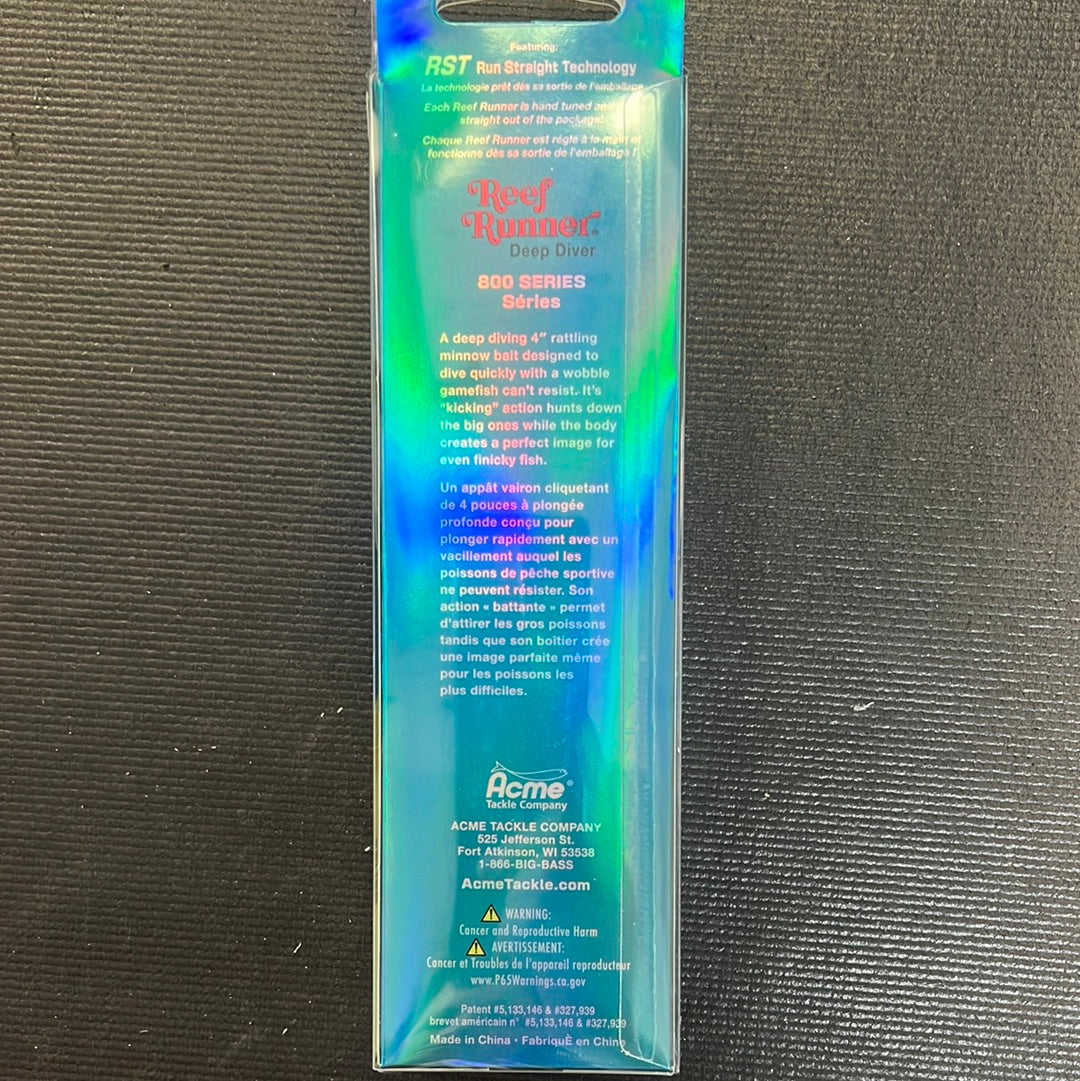 Featuring:
RST Run Straight Technology
La technologie prêt dès sa sortie de l'emballage
Each Reef Runner is hand tuned and
straight out of the package!
Chaque Reef Runner est réglé à la main et
fonctionne dès sa sortie de l'emballage !
Reef
Runner™
Deep Diver
800 SERIES
Séries
A deep diving 4" rattling
minnow bait designed to
dive quickly with a wobble
gamefish can't resist. It's
"kicking" action hunts down
the big ones while the body
creates a perfect image for
even finicky fish.
Un appât vairon cliquetant
de 4 pouces à plongée
profonde conçu pour
plonger rapidement avec un
vacillement auquel les
poissons de pêche sportive
ne peuvent résister. Son
action « battante » permet
d'attirer les gros poissons
tandis que son boîtier crée
une image parfaite même
pour les poissons les
plus difficiles.
Acme®
Tackle Company
ACME TACKLE COMPANY
525 Jefferson St.
Fort Atkinson, WI 53538
1-866-BIG-BASS
AcmeTackle.com
WARNING:
Cancer and Reproductive Harm
AVERTISSEMENT:
Cancer et Troubles de l'appareil reproducteur
www.P65Warnings.ca.gov
Patent #5,133,146 & #327,939
brevet américain n° #5,133,146 & #327,939
Made in China • FabriquÈ en Chine